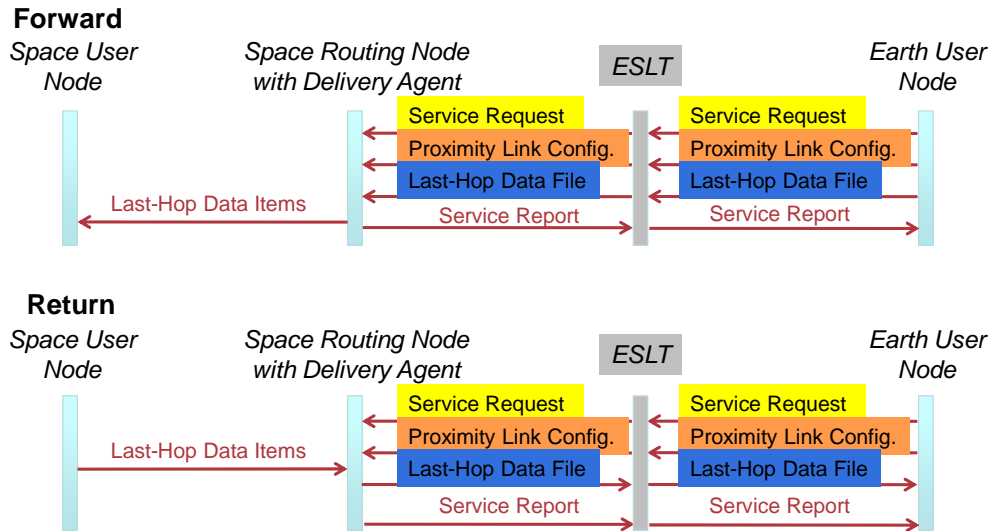 Forward
Space User
Node
Space Routing Node
with Delivery Agent
ESLT
Earth User
Node
Service Request
Service Request
Proximity Link Config.
Proximity Link Config.
Last-Hop Data File
Last-Hop Data File
Last-Hop Data Items
Service Report
Service Report
Return
Space User
Node
Space Routing Node
with Delivery Agent
ESLT
Earth User
Node
Service Request
Service Request
Proximity Link Config.
Proximity Link Config.
Last-Hop Data Items
Last-Hop Data File
Last-Hop Data File
Service Report
Service Report